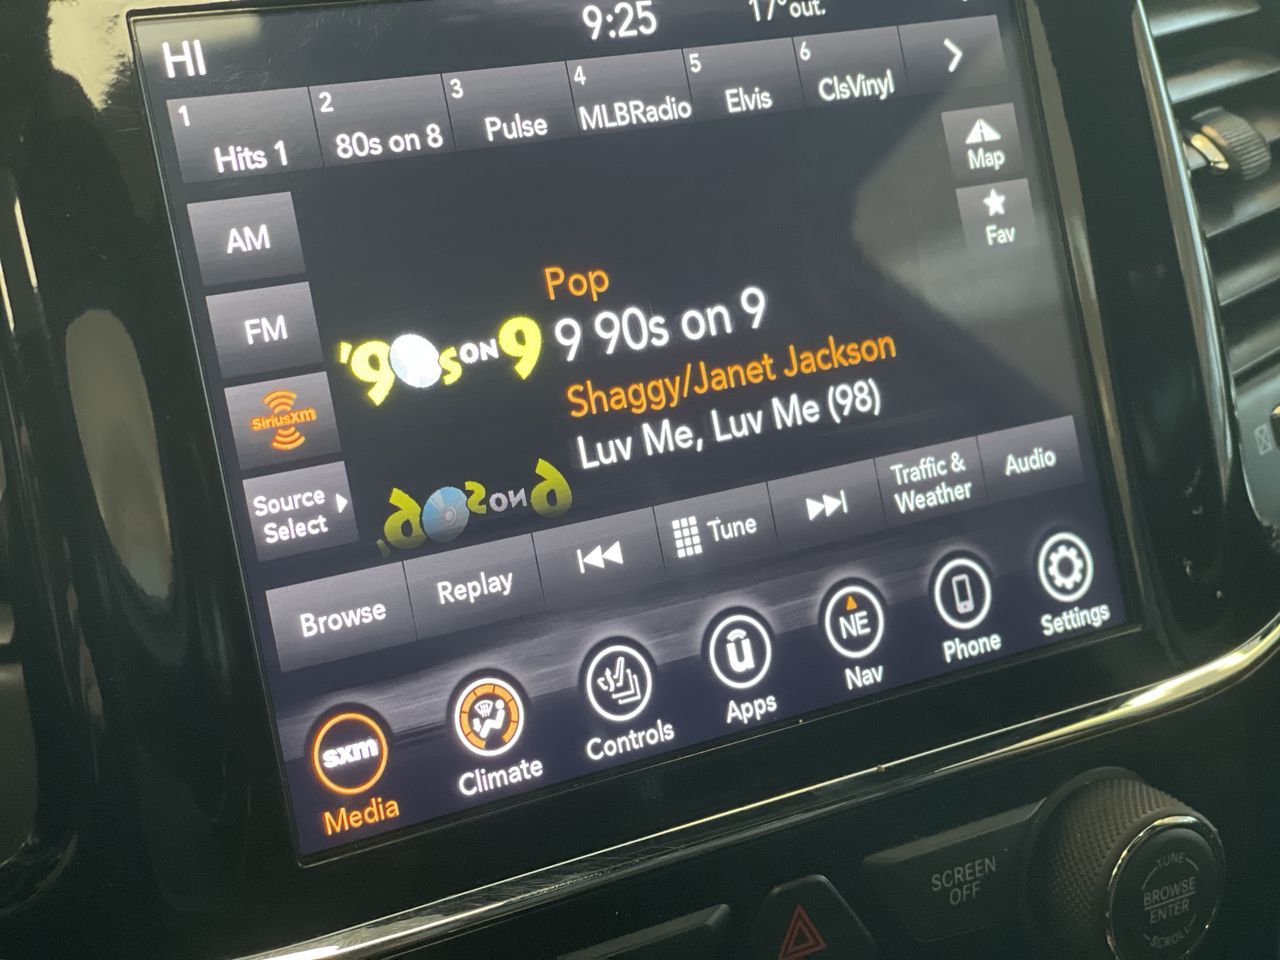 HI
9:25
17° out.
1 Hits 1
2 80s on 8
3 Pulse
4 MLBRadio
5 Elvis
6 ClsVinyl
Map
Fav
AM
FM
SiriusXM
Source
Select
Pop
'90s ON 9
9 90s on 9
Shaggy/Janet Jackson
Luv Me, Luv Me (98)
Browse
Replay
Tune
Traffic &
Weather
Audio
sxm
Media
Climate
Controls
u
Apps
NE
Nav
Phone
Settings
SCREEN
OFF
TUNE
BROWSE
ENTER
SCROLL